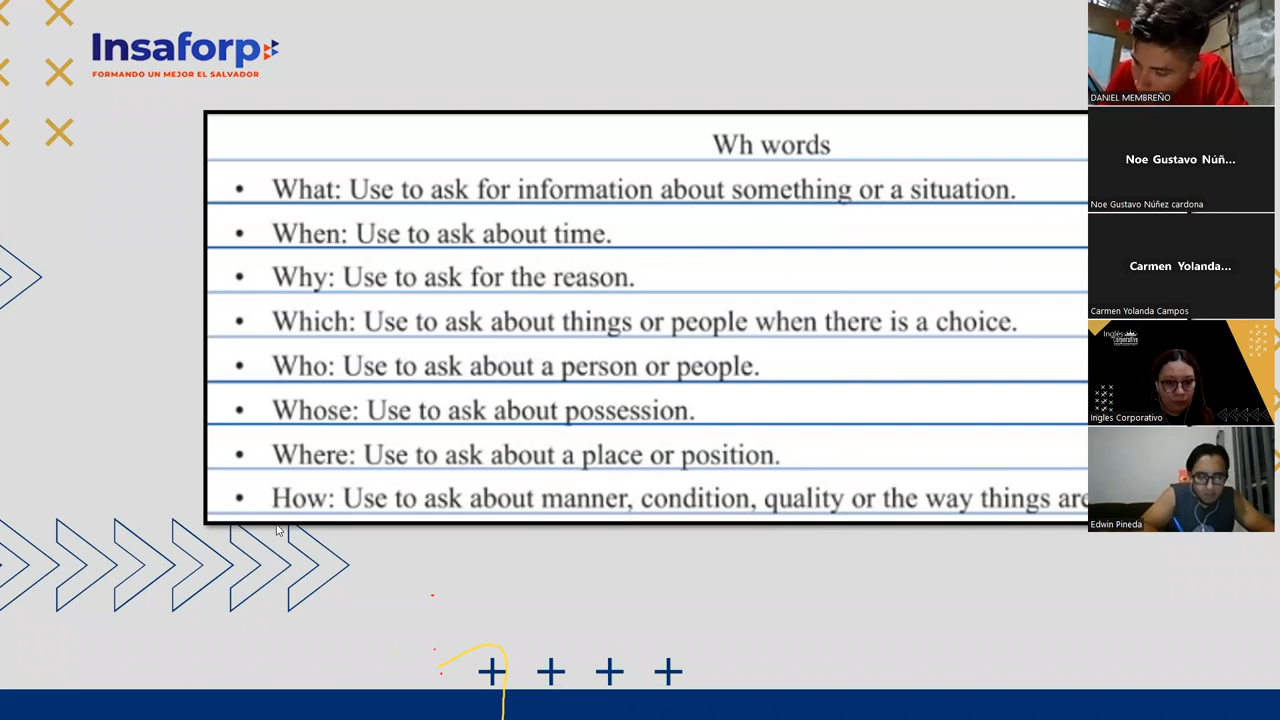 Insaforp
FORMANDO UN MEJOR EL SALVADOR
Wh words
• What: Use to ask for information about something or a situation.
• When: Use to ask about time.
• Why: Use to ask for the reason.
• Which: Use to ask about things or people when there is a choice.
• Who: Use to ask about a person or people.
• Whose: Use to ask about possession.
• Where: Use to ask about a place or position.
• How: Use to ask about manner, condition, quality or the way things are
DANIEL MEMBREÑO
Noe Gustavo Núñ...
Noe Gustavo Núñez cardona
Carmen Yolanda...
Carmen Yolanda Campos
Inglés
Corporativo
Ingles Corporativo
Edwin Pineda